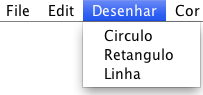 File Edit Desenhar Cor
Circulo
Retangulo
Linha